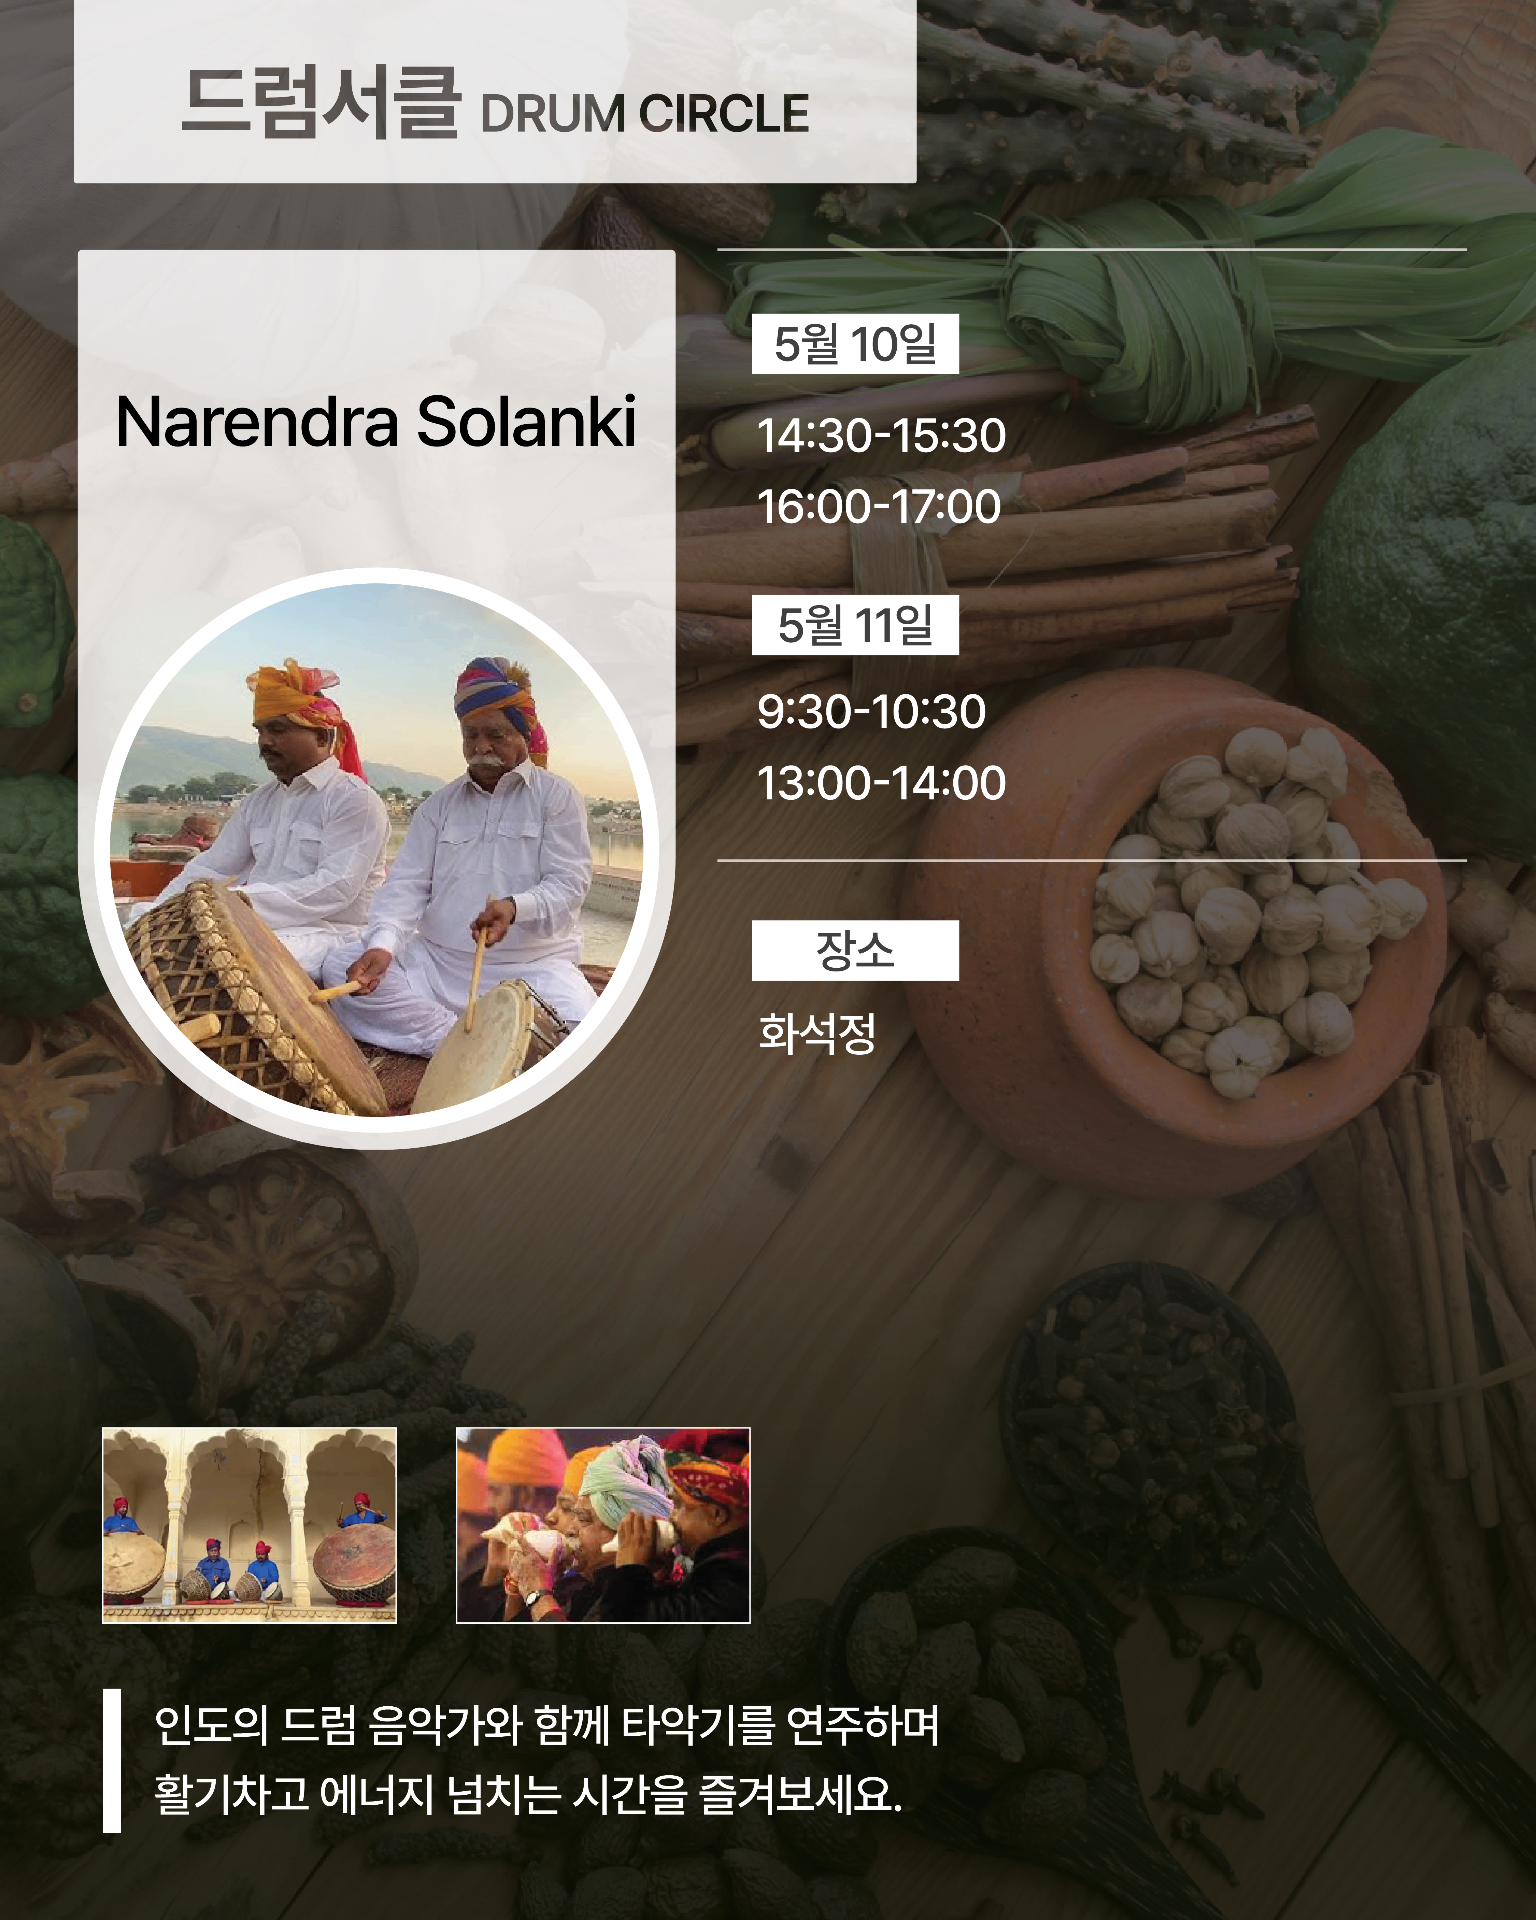 드럼서클 DRUM CIRCLE
Narendra Solanki
5월 10일
14:30-15:30
16:00-17:00
5월 11일
9:30-10:30
13:00-14:00
장소
화석정
인도의 드럼 음악가와 함께 타악기를 연주하며
활기차고 에너지 넘치는 시간을 즐겨보세요.